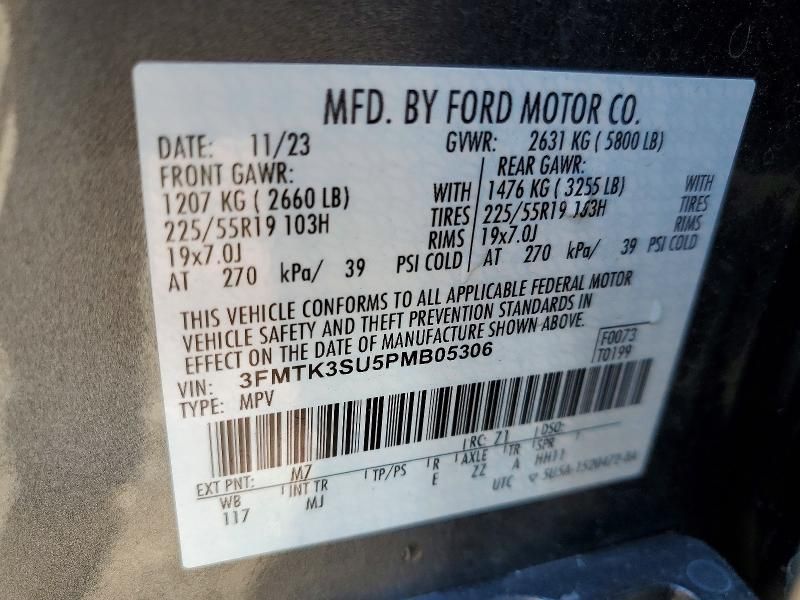 MFD. BY FORD MOTOR CO.
DATE: 11/23 GVWR: 2631 KG ( 5800 LB)
FRONT GAWR: REAR GAWR:
1207 KG ( 2660 LB) WITH 1476 KG ( 3255 LB) WITH
225/55R19 103H TIRES 225/55R19 103H TIRES
19x7.0J RIMS 19x7.0J RIMS
AT 270 kPa/ 39 PSI COLD AT 270 kPa/ 39 PSI COLD
THIS VEHICLE CONFORMS TO ALL APPLICABLE FEDERAL MOTOR
VEHICLE SAFETY AND THEFT PREVENTION STANDARDS IN
EFFECT ON THE DATE OF MANUFACTURE SHOWN ABOVE.
F0073
T0199
VIN: 3FMTK3SU5PMB05306
TYPE: MPV
RC: 71 DSO:
EXT PNT: M7
WB INT TR TP/PS R AXLE TR SPR
117 MJ E ZZ A HH11
UTC